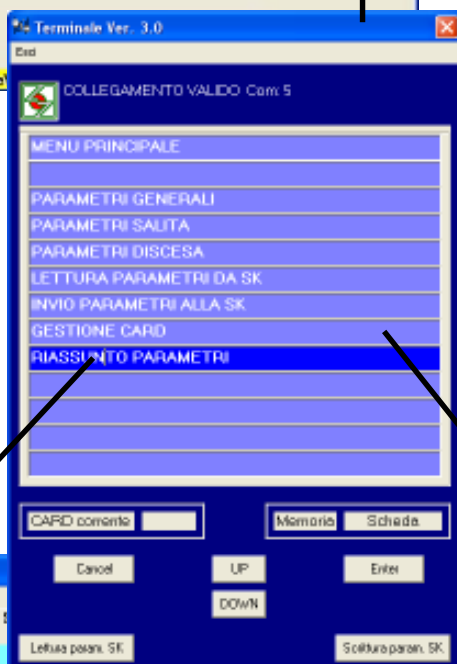 Terminale Ver. 3.0
Esci
COLLEGAMENTO VALIDO Com: 5
MENU PRINCIPALE
PARAMETRI GENERALI
PARAMETRI SALITA
PARAMETRI DISCESA
LETTURA PARAMETRI DA SK
INVIO PARAMETRI ALLA SK
GESTIONE CARD
RIASSUNTO PARAMETRI
CARD corrente Memoria Scheda
Cancel UP Enter
DOWN
Lettura param. SK Scrittura param. SK